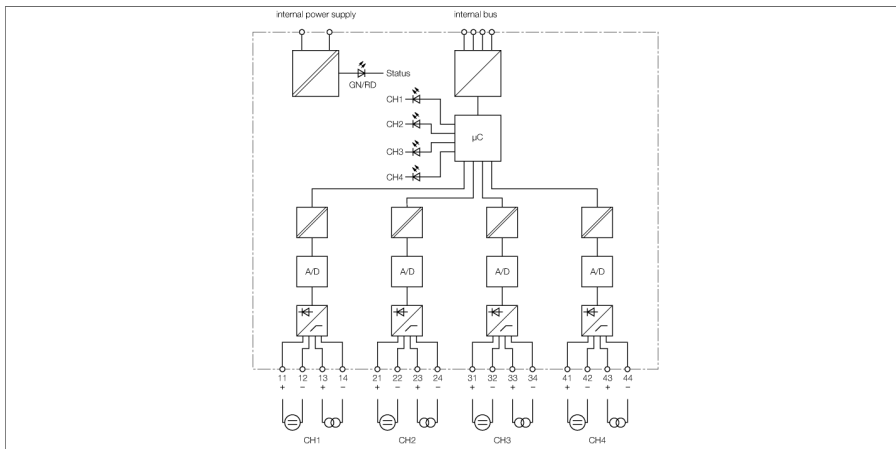 internal power supply internal bus
Status
GN/RD
CH1
CH2
µC
CH3
CH4
A/D A/D A/D A/D
11 12 13 14 21 22 23 24 31 32 33 34 41 42 43 44
+ − + − + − + − + − + − + − + −
CH1 CH2 CH3 CH4